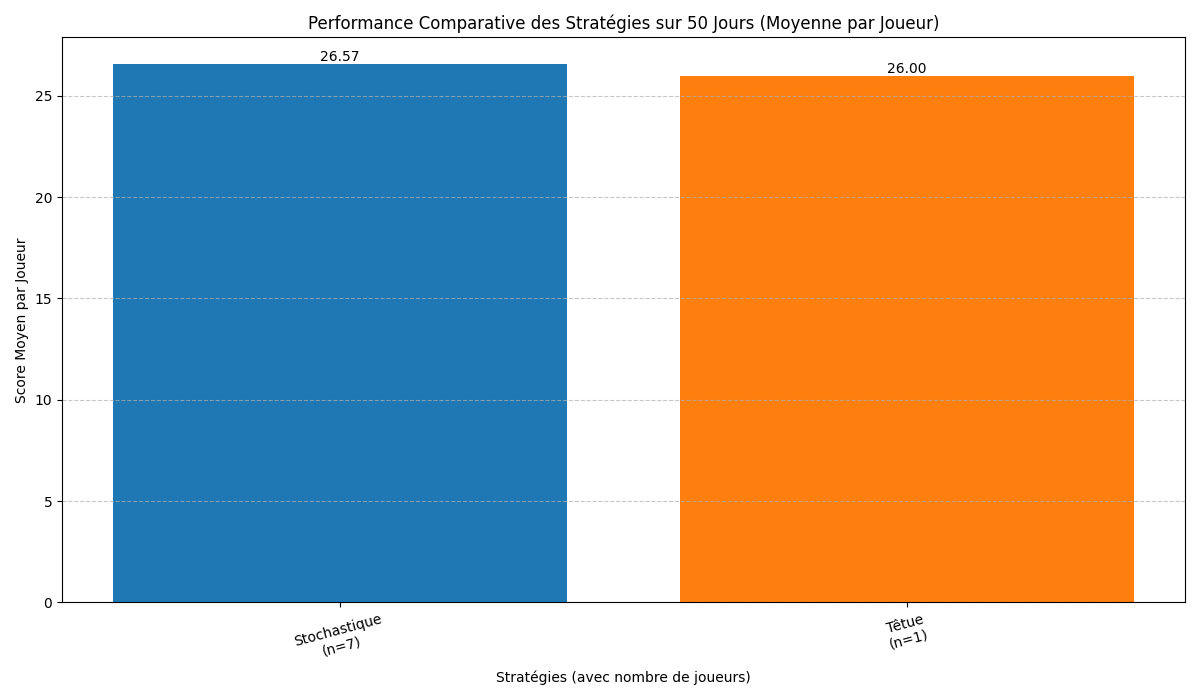 Performance Comparative des Stratégies sur 50 Jours (Moyenne par Joueur)
26.57
26.00
25
20
15
10
5
0
Score Moyen par Joueur
Stochastique
(n=7)
Têtue
(n=1)
Stratégies (avec nombre de joueurs)